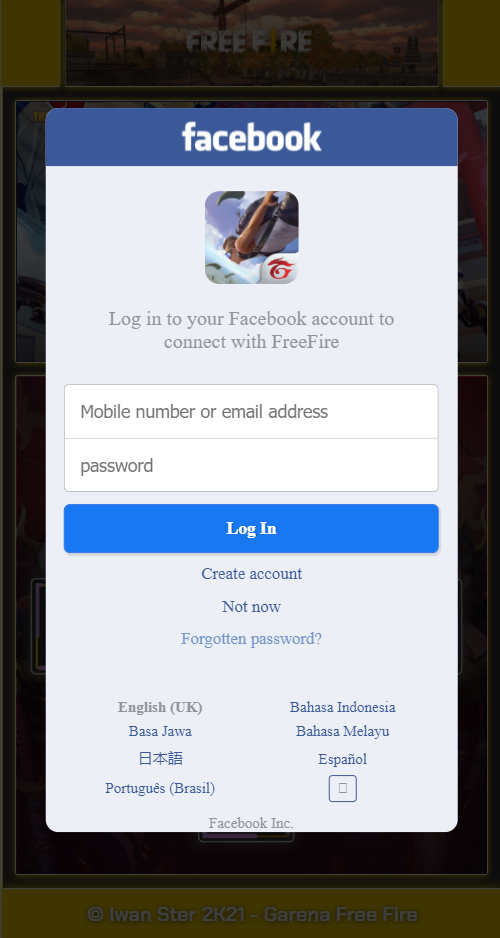 FREE FIRE
facebook
Log in to your Facebook account to
connect with FreeFire
Mobile number or email address
password
Log In
Create account
Not now
Forgotten password?
English (UK)
Bahasa Indonesia
Basa Jawa
Bahasa Melayu
日本語
Español
Português (Brasil)
Facebook Inc.
© Iwan Ster 2K21 - Garena Free Fire